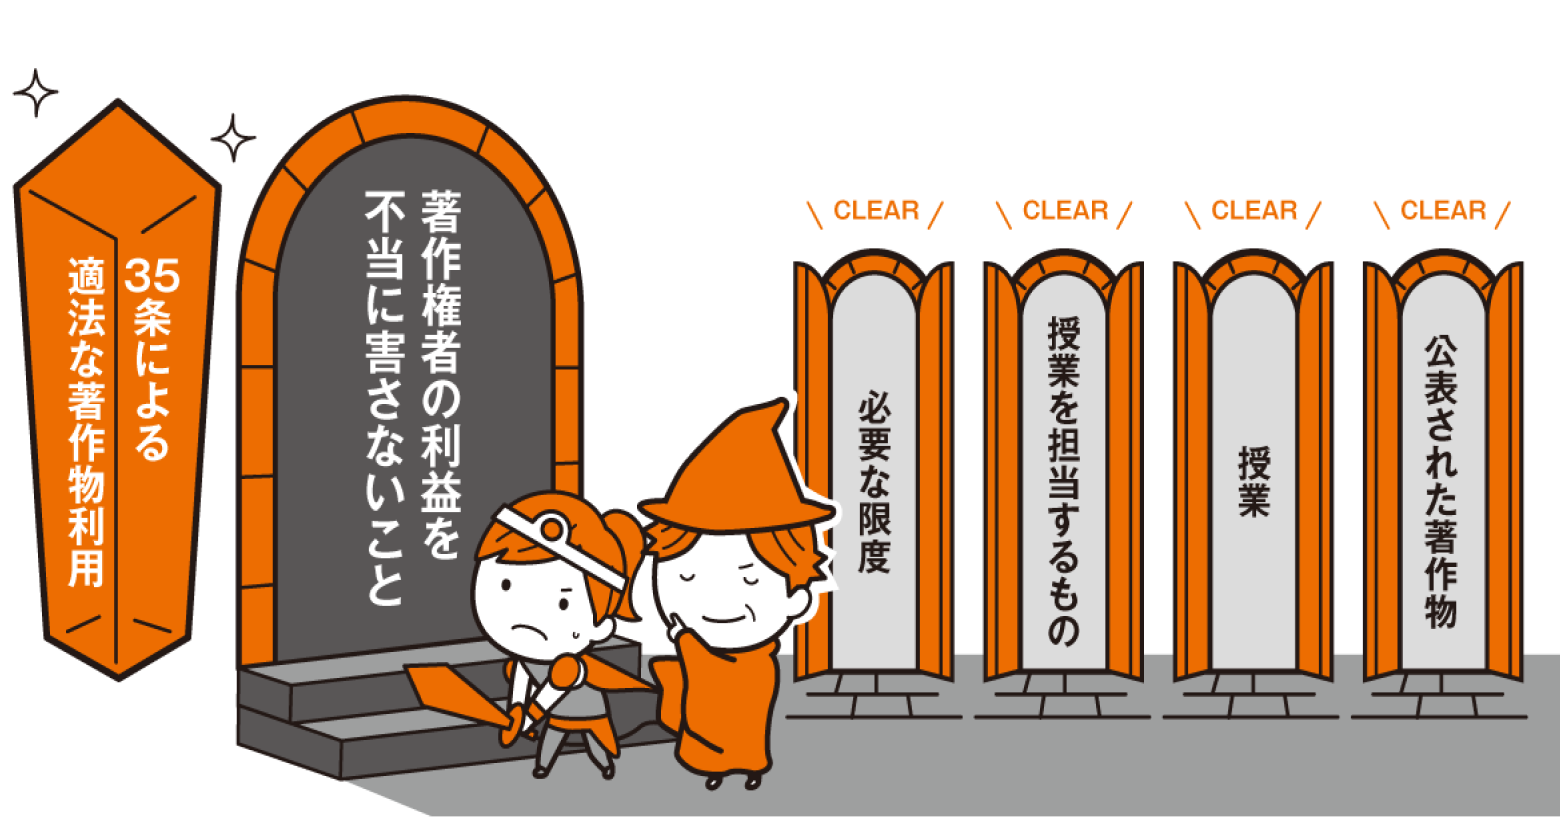 CLEAR
公表された著作物
CLEAR
授業
CLEAR
授業を担当するもの
CLEAR
必要な限度
著作権者の利益を
不当に害さないこと
35条による
適法な著作物利用